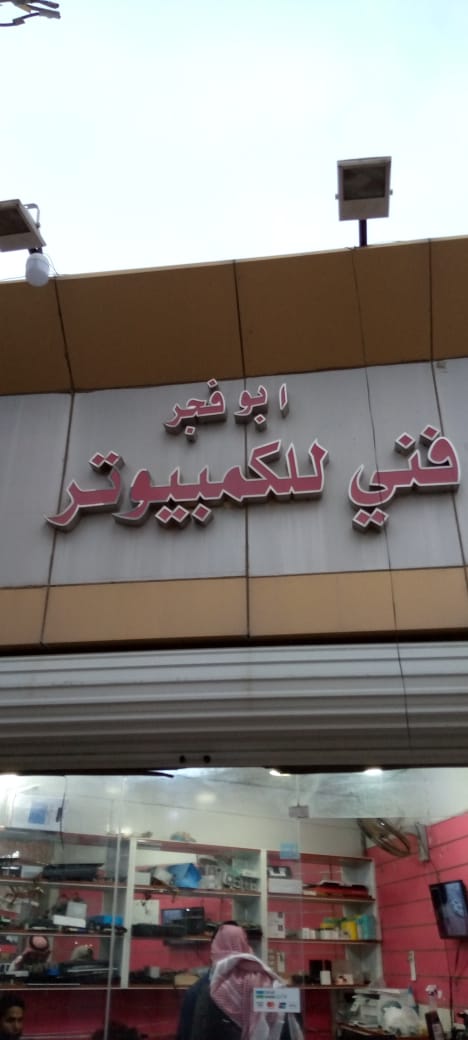 ابو فجر
فني للكمبيوتر